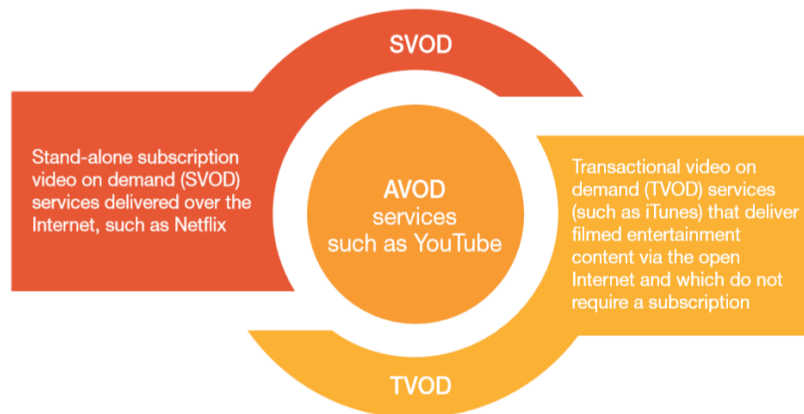 SVOD
Stand-alone subscription
video on demand (SVOD)
services delivered over the
Internet, such as Netflix
AVOD
services
such as YouTube
Transactional video on
demand (TVOD) services
(such as iTunes) that deliver
filmed entertainment
content via the open
Internet and which do not
require a subscription
TVOD